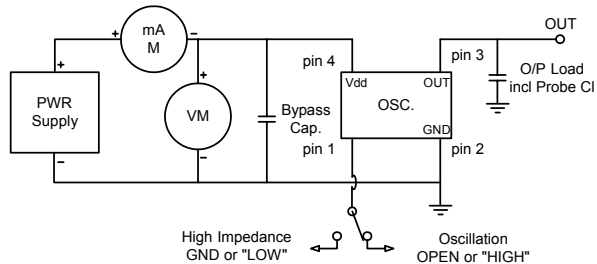 OUT
mA
M
+
-
pin 4
pin 3
+
+
Vdd
OUT
O/P Load
incl Probe Cl
PWR
Supply
VM
Bypass
Cap.
OSC.
GND
-
-
pin 1
pin 2
High Impedance
GND or "LOW"
Oscillation
OPEN or "HIGH"